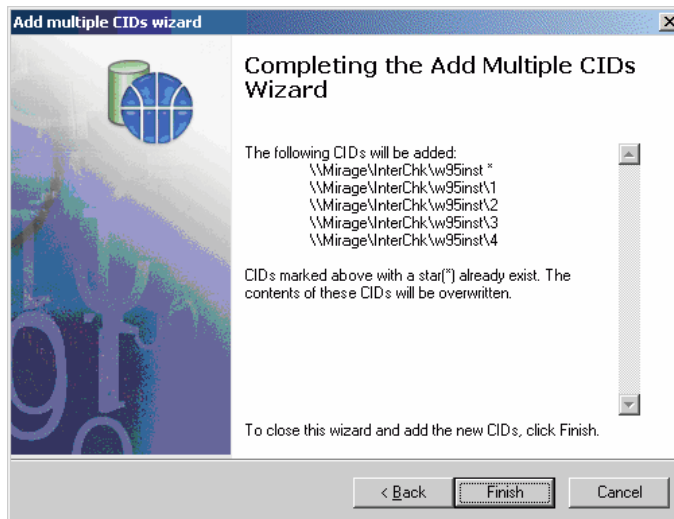 Add multiple CIDs wizard
Completing the Add Multiple CIDs
Wizard
The following CIDs will be added:
\\Mirage\InterChk\w95inst *
\\Mirage\InterChk\w95inst\1
\\Mirage\InterChk\w95inst\2
\\Mirage\InterChk\w95inst\3
\\Mirage\InterChk\w95inst\4
CIDs marked above with a star(*) already exist. The
contents of these CIDs will be overwritten.
To close this wizard and add the new CIDs, click Finish.
< Back
Finish
Cancel